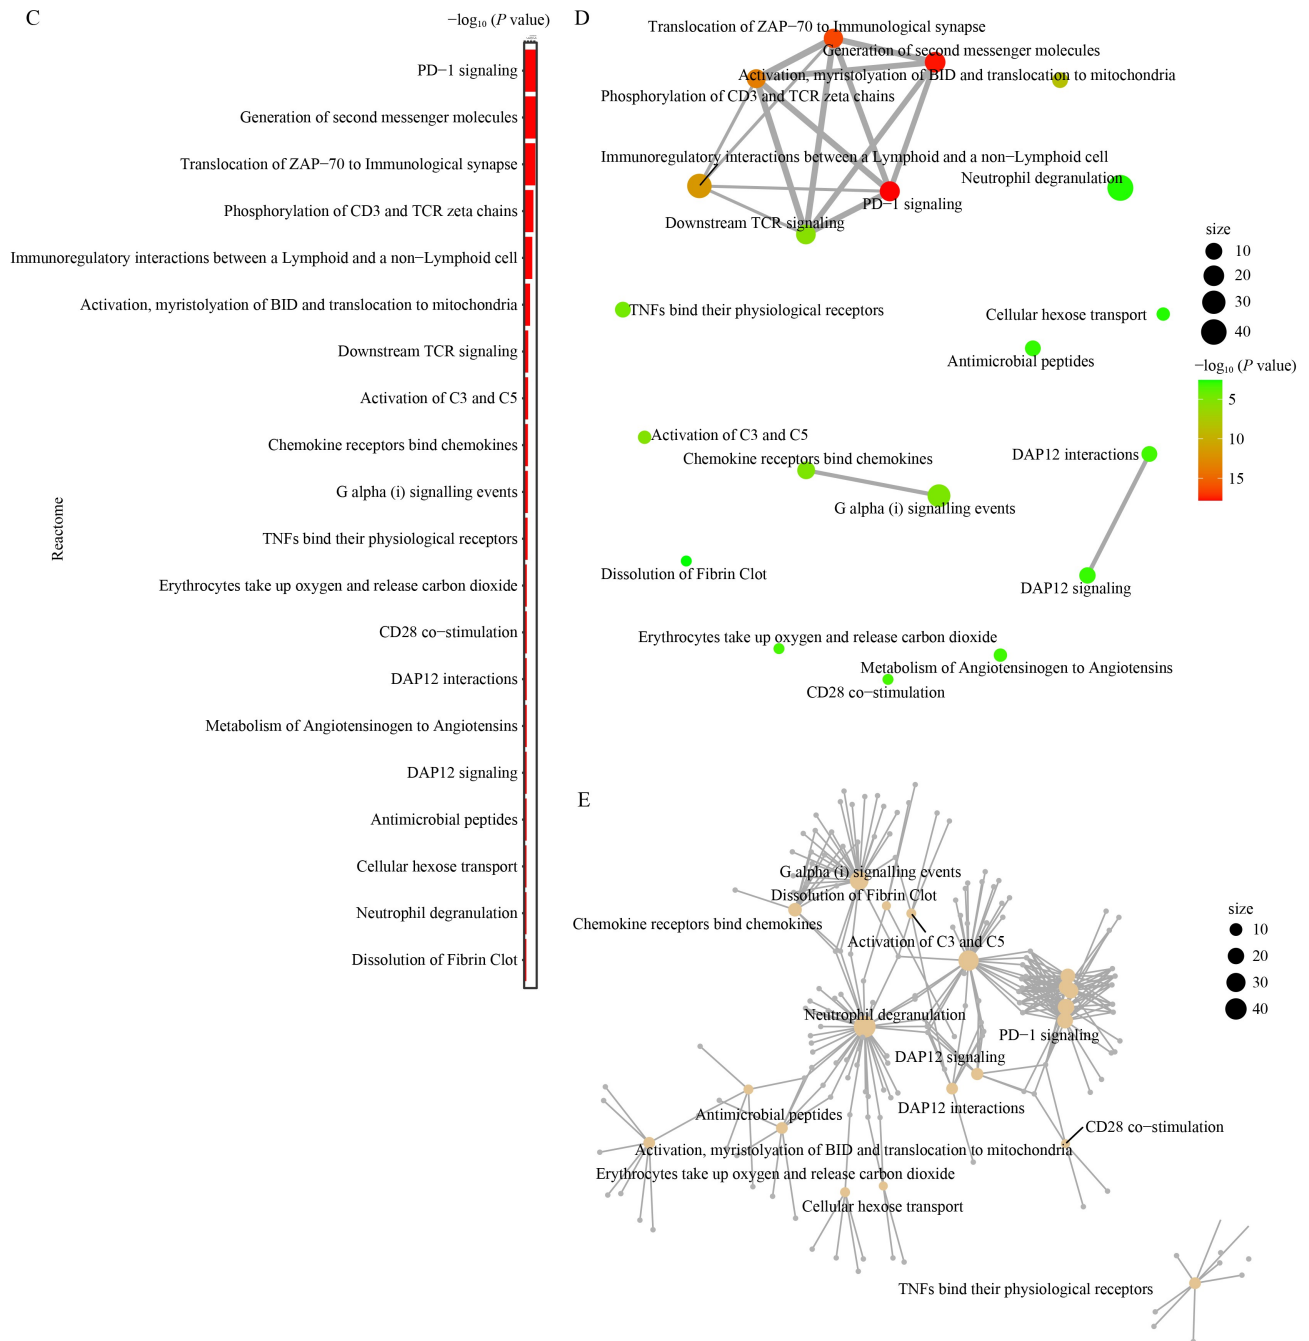 C
−log₁₀ (P value)
PD−1 signaling
Generation of second messenger molecules
Translocation of ZAP−70 to Immunological synapse
Phosphorylation of CD3 and TCR zeta chains
Immunoregulatory interactions between a Lymphoid and a non−Lymphoid cell
Activation, myristolyation of BID and translocation to mitochondria
Downstream TCR signaling
Activation of C3 and C5
Chemokine receptors bind chemokines
G alpha (i) signalling events
TNFs bind their physiological receptors
Erythrocytes take up oxygen and release carbon dioxide
CD28 co−stimulation
DAP12 interactions
Metabolism of Angiotensinogen to Angiotensins
DAP12 signaling
Antimicrobial peptides
Cellular hexose transport
Neutrophil degranulation
Dissolution of Fibrin Clot
Reactome
D
Translocation of ZAP−70 to Immunological synapse
Generation of second messenger molecules
Activation, myristolyation of BID and translocation to mitochondria
Phosphorylation of CD3 and TCR zeta chains
Immunoregulatory interactions between a Lymphoid and a non−Lymphoid cell
Neutrophil degranulation
PD−1 signaling
Downstream TCR signaling
TNFs bind their physiological receptors
Cellular hexose transport
Antimicrobial peptides
Activation of C3 and C5
Chemokine receptors bind chemokines
DAP12 interactions
G alpha (i) signalling events
Dissolution of Fibrin Clot
DAP12 signaling
Erythrocytes take up oxygen and release carbon dioxide
Metabolism of Angiotensinogen to Angiotensins
CD28 co−stimulation
size
10
20
30
40
−log₁₀ (P value)
5
10
15
E
G alpha (i) signalling events
Dissolution of Fibrin Clot
Chemokine receptors bind chemokines
Activation of C3 and C5
Neutrophil degranulation
PD−1 signaling
DAP12 signaling
DAP12 interactions
Antimicrobial peptides
CD28 co−stimulation
Activation, myristolyation of BID and translocation to mitochondria
Erythrocytes take up oxygen and release carbon dioxide
Cellular hexose transport
TNFs bind their physiological receptors
size
10
20
30
40